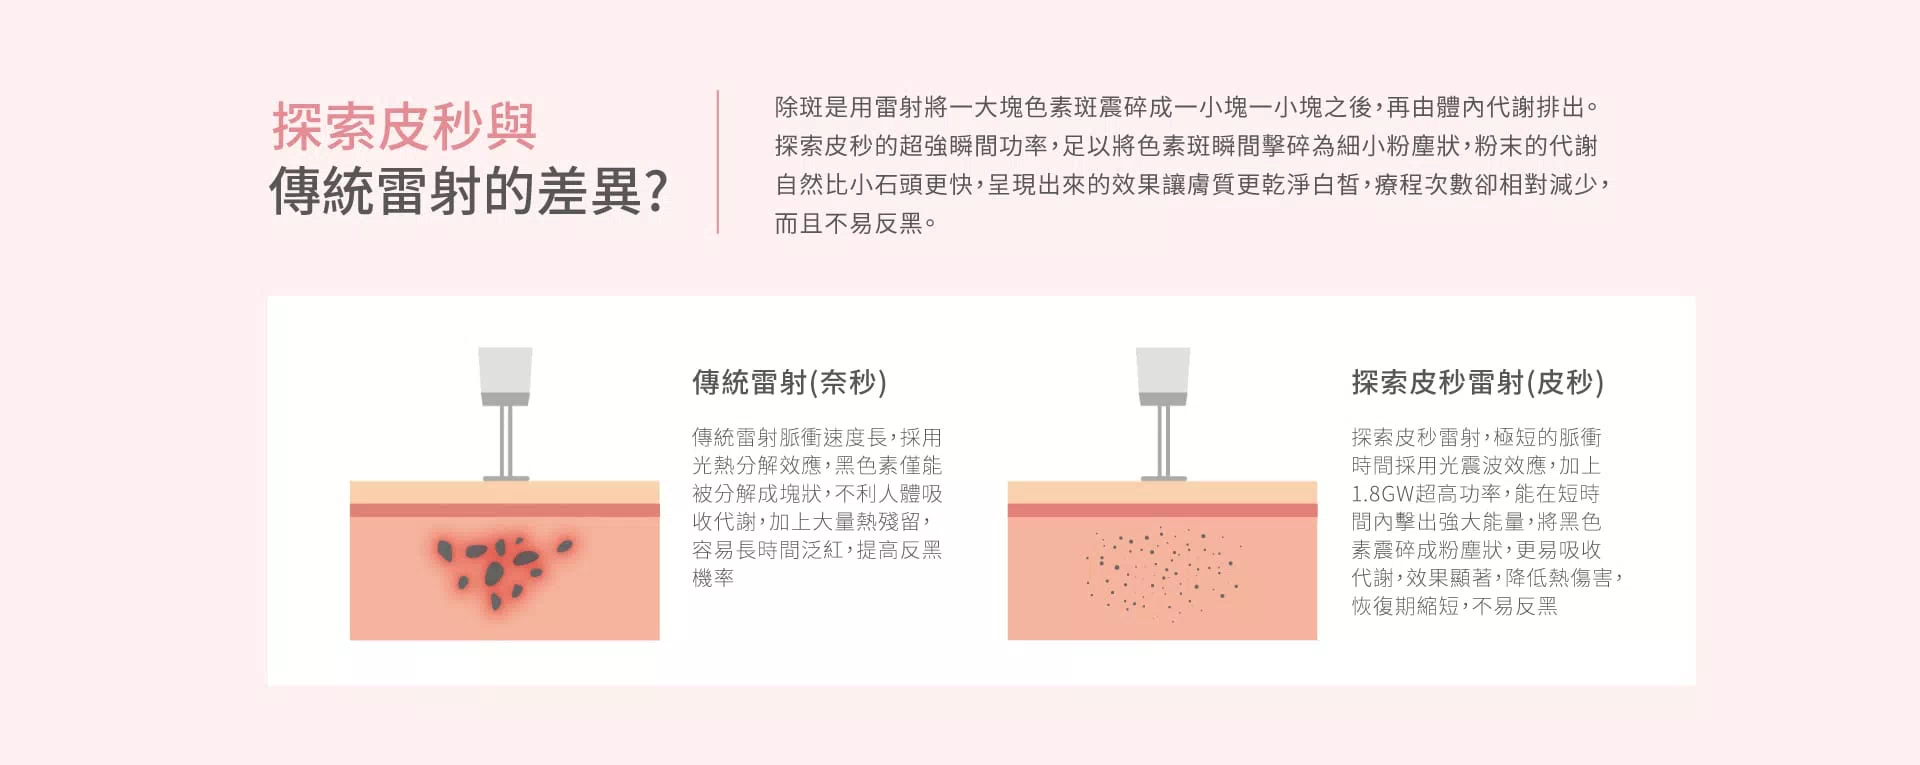 探索皮秒與
傳統雷射的差異?
除斑是用雷射將一大塊色素斑震碎成一小塊一小塊之後，再由體內代謝排出。
探索皮秒的超強瞬間功率，足以將色素斑瞬間擊碎為細小粉塵狀，粉末的代謝
自然比小石頭更快，呈現出來的效果讓膚質更乾淨白皙，療程次數卻相對減少，
而且不易反黑。
傳統雷射(奈秒)
傳統雷射脈衝速度長，採用
光熱分解效應，黑色素僅能
被分解成塊狀，不利人體吸
收代謝，加上大量熱殘留，
容易長時間泛紅，提高反黑
機率
探索皮秒雷射(皮秒)
探索皮秒雷射，極短的脈衝
時間採用光震波效應，加上
1.8GW超高功率，能在短時
間內擊出強大能量，將黑色
素震碎成粉塵狀，更易吸收
代謝，效果顯著，降低熱傷害，
恢復期縮短，不易反黑